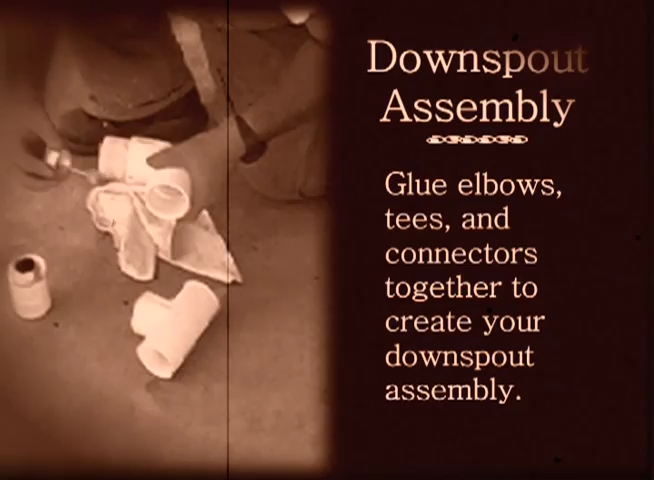 Downspout
Assembly
Glue elbows,
tees, and
connectors
together to
create your
downspout
assembly.